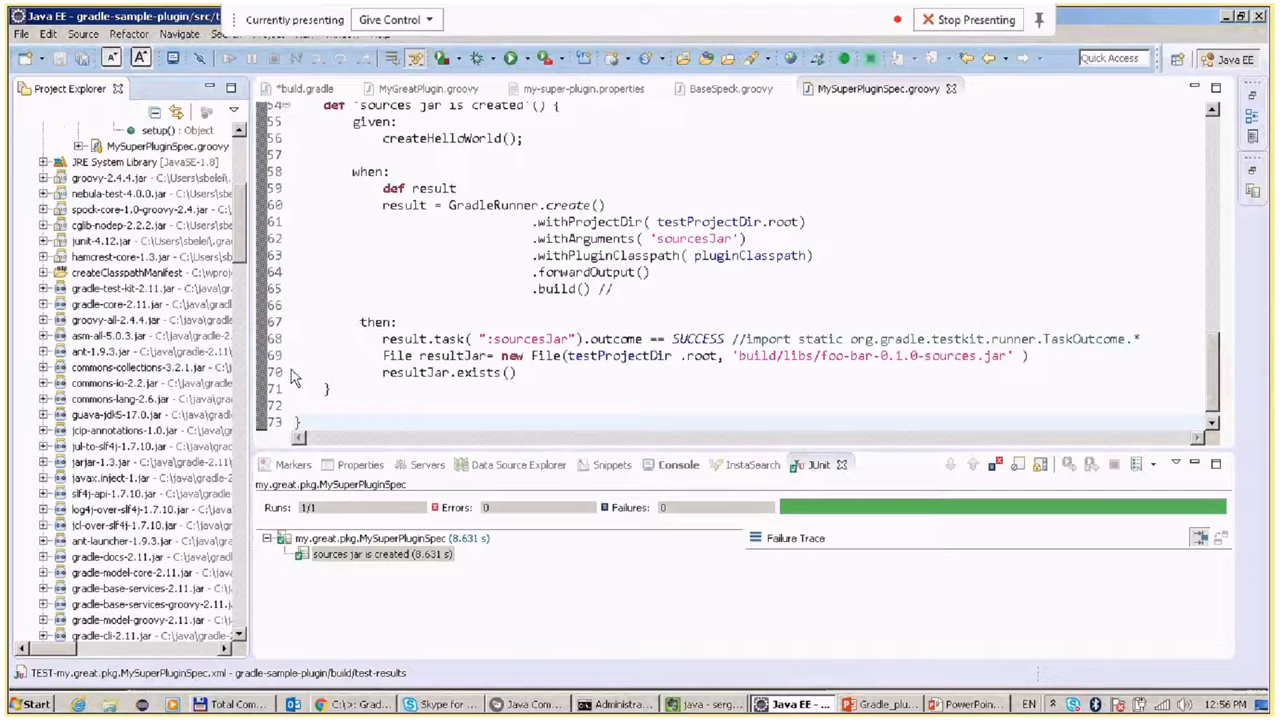 Java EE - gradle-sample-plugin/src/t
Currently presenting
Give Control
Stop Presenting
File Edit Source Refactor Navigate
Quick Access
Java EE
Project Explorer
*build.gradle
MyGreatPlugin.groovy
my-super-plugin.properties
BaseSpeck.groovy
MySuperPluginSpec.groovy
setup() : Object
MySuperPluginSpec.groovy
JRE System Library [JavaSE-1.8]
groovy-2.4.4.jar - C:\Users\sbelei\
nebula-test-4.0.0.jar - C:\Users\sbe
spock-core-1.0-groovy-2.4.jar - C:\
cglib-nodep-2.2.2.jar - C:\Users\sb
junit-4.12.jar - C:\Users\sbelei\.gra
hamcrest-core-1.3.jar - C:\Users\sb
createClasspathManifest - C:\wproj
gradle-test-kit-2.11.jar - C:\java\gr
gradle-core-2.11.jar - C:\java\gradl
groovy-all-2.4.4.jar - C:\java\gradl
asm-all-5.0.3.jar - C:\java\gradle-2
ant-1.9.3.jar - C:\java\gradle-2.11\
commons-collections-3.2.1.jar - C:\
commons-io-2.2.jar - C:\java\gradle
commons-lang-2.6.jar - C:\java\gra
guava-jdk5-17.0.jar - C:\java\gradle
jcip-annotations-1.0.jar - C:\java\g
jul-to-slf4j-1.7.10.jar - C:\java\gra
jarjar-1.3.jar - C:\java\gradle-2.11\
javax.inject-1.jar - C:\java\gradle-2
slf4j-api-1.7.10.jar - C:\java\gradle
log4j-over-slf4j-1.7.10.jar - C:\jav
jcl-over-slf4j-1.7.10.jar - C:\java\g
ant-launcher-1.9.3.jar - C:\java\gra
gradle-docs-2.11.jar - C:\java\gradl
gradle-model-core-2.11.jar - C:\jav
gradle-base-services-2.11.jar - C:\j
gradle-base-services-groovy-2.11.j
gradle-model-groovy-2.11.jar - C:\j
gradle-cli-2.11.jar - C:\java\gradle-
54 def 'sources jar is created'() {
55 given:
56 createHelloWorld();
57
58 when:
59 def result
60 result = GradleRunner.create()
61 .withProjectDir( testProjectDir.root)
62 .withArguments( 'sourcesJar')
63 .withPluginClasspath( pluginClasspath)
64 .forwardOutput()
65 .build() //
66
67 then:
68 result.task( ":sourcesJar").outcome == SUCCESS //import static org.gradle.testkit.runner.TaskOutcome.*
69 File resultJar= new File(testProjectDir .root, 'build/libs/foo-bar-0.1.0-sources.jar' )
70 resultJar.exists()
71 }
72
73 }
Markers Properties Servers Data Source Explorer Snippets Console InstaSearch JUnit
my.great.pkg.MySuperPluginSpec
Runs: 1/1 Errors: 0 Failures: 0
my.great.pkg.MySuperPluginSpec (8.631 s)
sources jar is created (8.631 s)
Failure Trace
TEST-my.great.pkg.MySuperPluginSpec.xml - gradle-sample-plugin/build/test-results
Start Total Com... C:\>: Grad... Skype for ... Java Com... Administra... java - serg... Java EE - ... Gradle_plu... PowerPoin... EN 12:56 PM